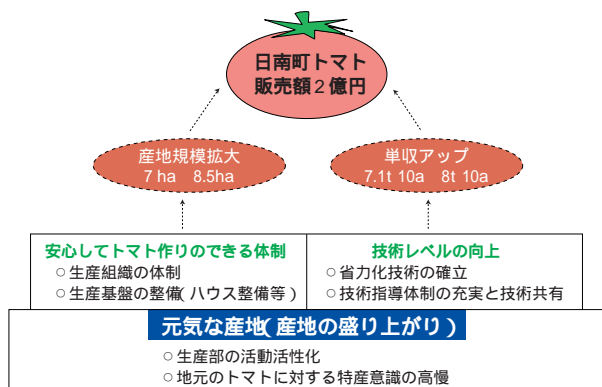 日南町トマト
販売額2億円
産地規模拡大
7 ha 8.5ha
単収アップ
7.1t 10a 8t 10a
安心してトマト作りのできる体制
○生産組織の体制
○生産基盤の整備(ハウス整備等)
技術レベルの向上
○省力化技術の確立
○技術指導体制の充実と技術共有
元気な産地(産地の盛り上がり)
○生産部の活動活性化
○地元のトマトに対する特産意識の高慢